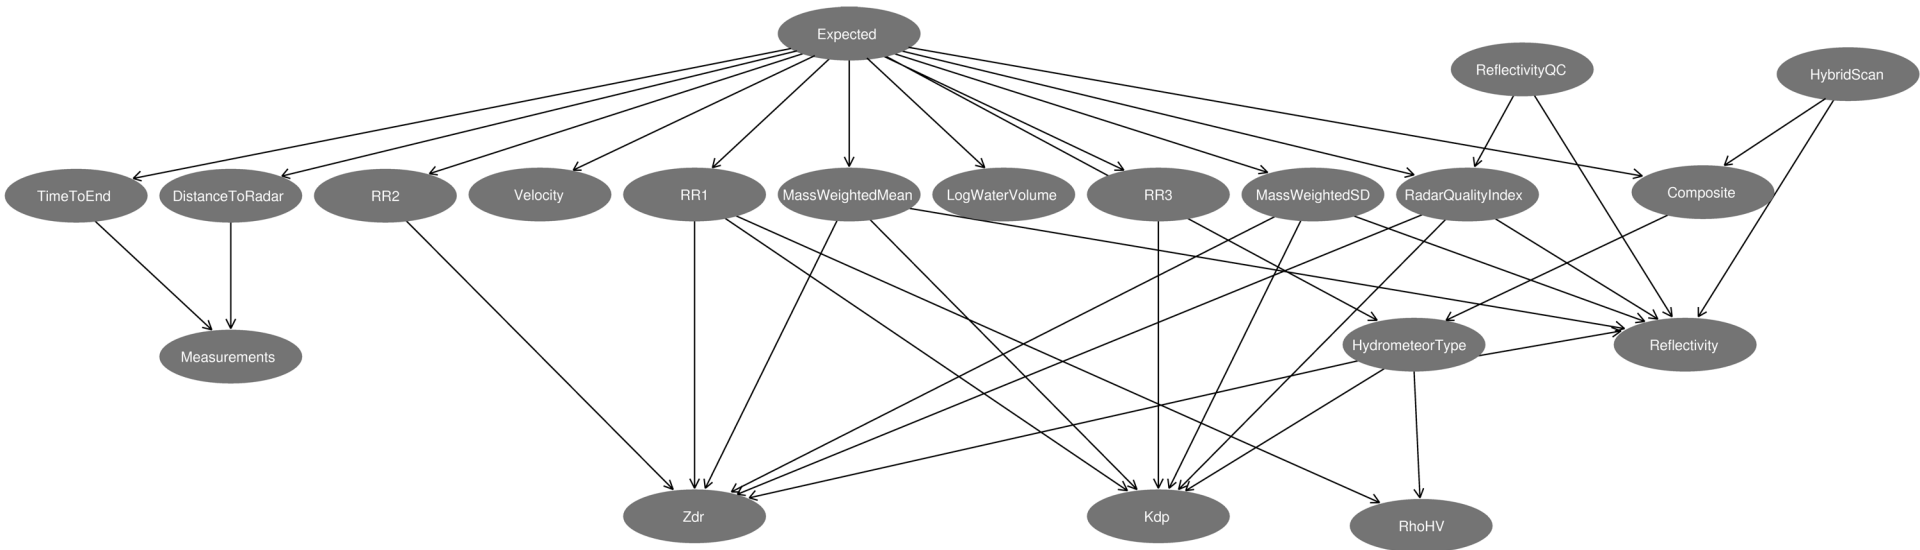 Expected
ReflectivityQC
HybridScan
TimeToEnd
DistanceToRadar
RR2
Velocity
RR1
MassWeightedMean
LogWaterVolume
RR3
MassWeightedSD
RadarQualityIndex
Composite
Measurements
HydrometeorType
Reflectivity
Zdr
Kdp
RhoHV